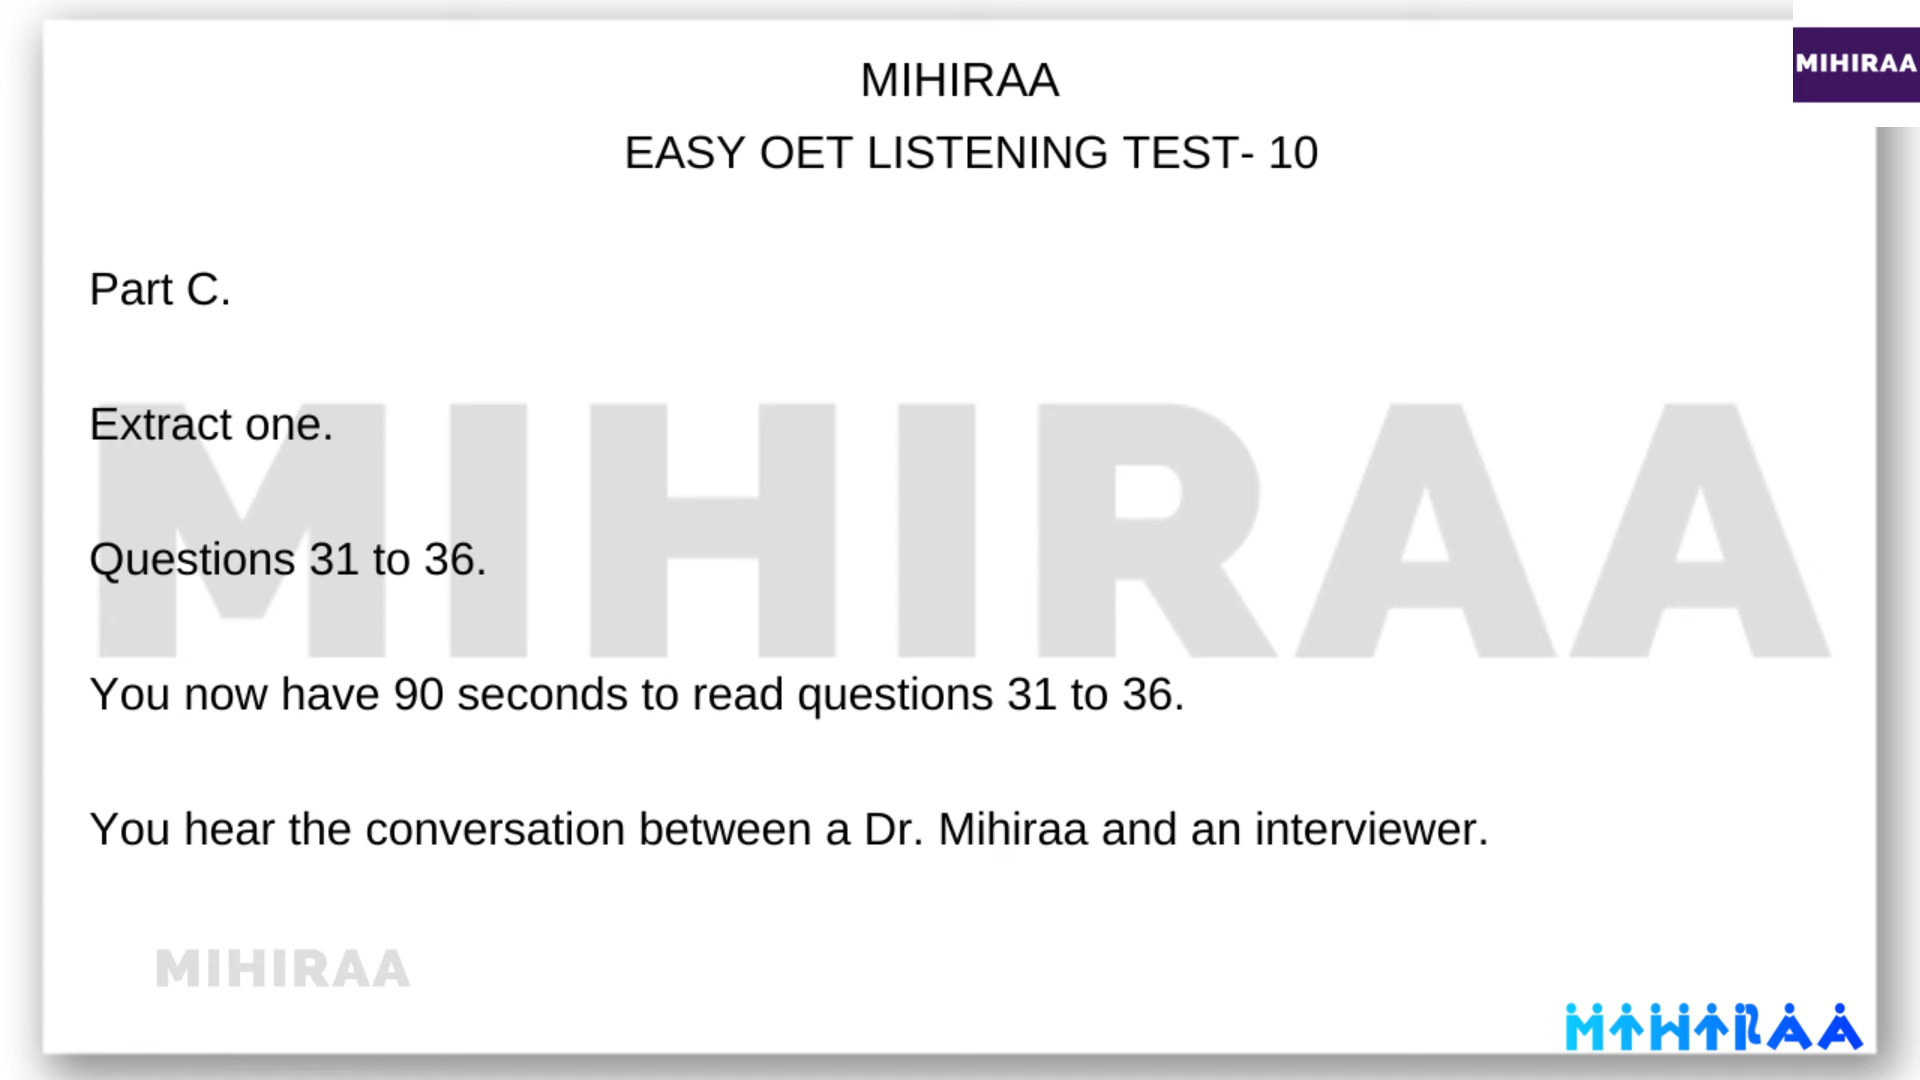 MIHIRAA
MIHIRAA
EASY OET LISTENING TEST- 10
Part C.
Extract one.
MIHIRAA
Questions 31 to 36.
You now have 90 seconds to read questions 31 to 36.
You hear the conversation between a Dr. Mihiraa and an interviewer.
MIHIRAA
MIHIRAA